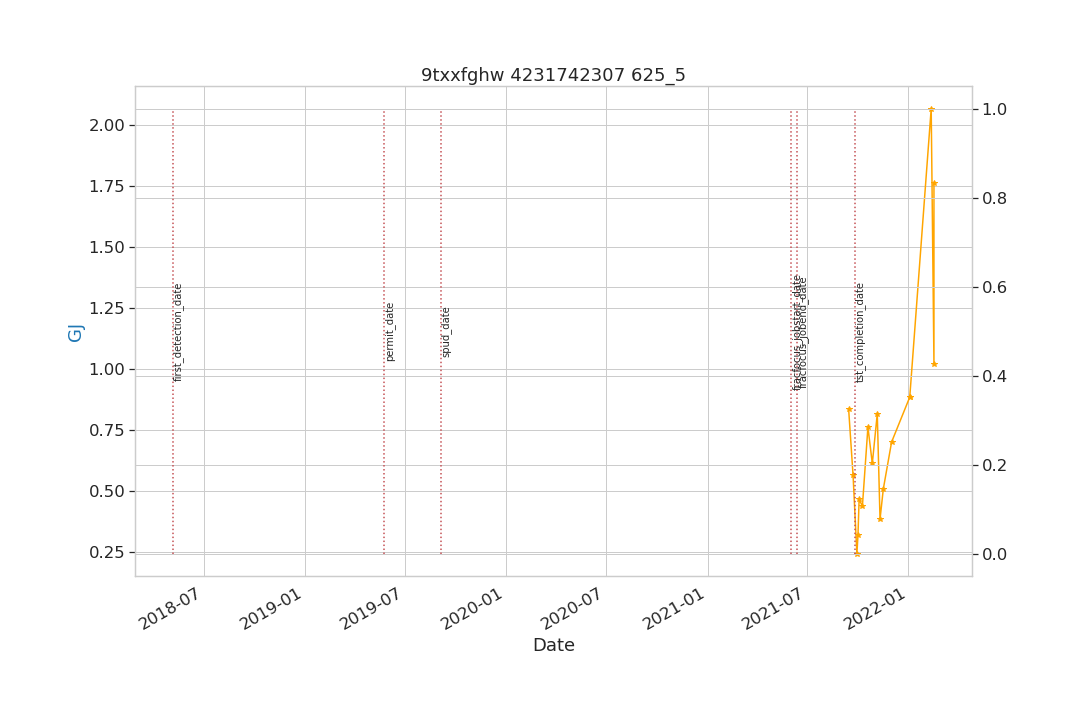 9txxfghw 4231742307 625_5
2.00
1.75
1.50
1.25
1.00
0.75
0.50
0.25
GJ
1.0
0.8
0.6
0.4
0.2
0.0
first_detection_date
permit_date
spud_date
fracfocus_jobstart_date
fracfocus_jobend_date
tst_completion_date
2018-07
2019-01
2019-07
2020-01
2020-07
2021-01
2021-07
2022-01
Date